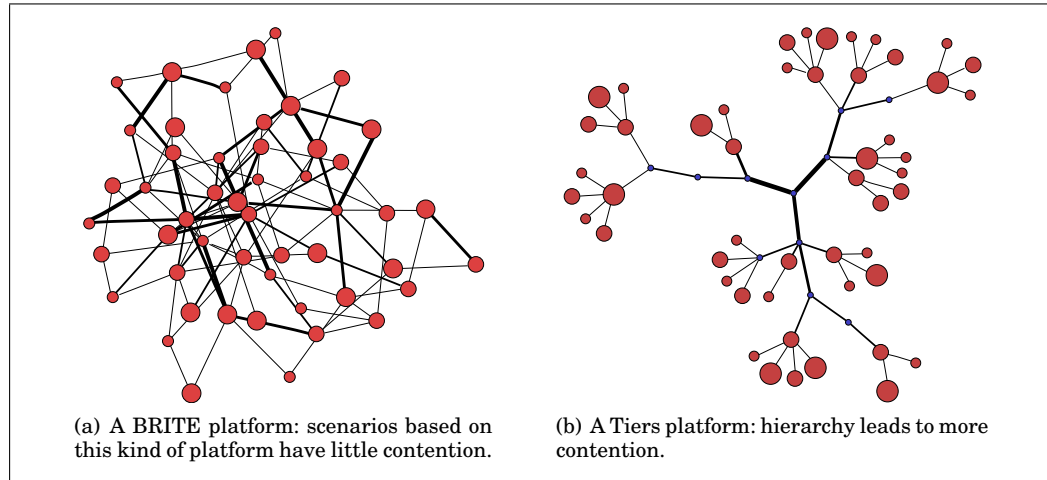 (a) A BRITE platform: scenarios based on
this kind of platform have little contention.
(b) A Tiers platform: hierarchy leads to more
contention.